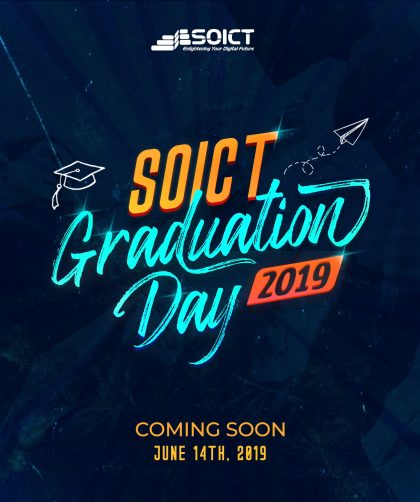 SOICT
Enlightening Your Digital Future
SOICT
Graduation
Day 2019
COMING SOON
JUNE 14TH, 2019